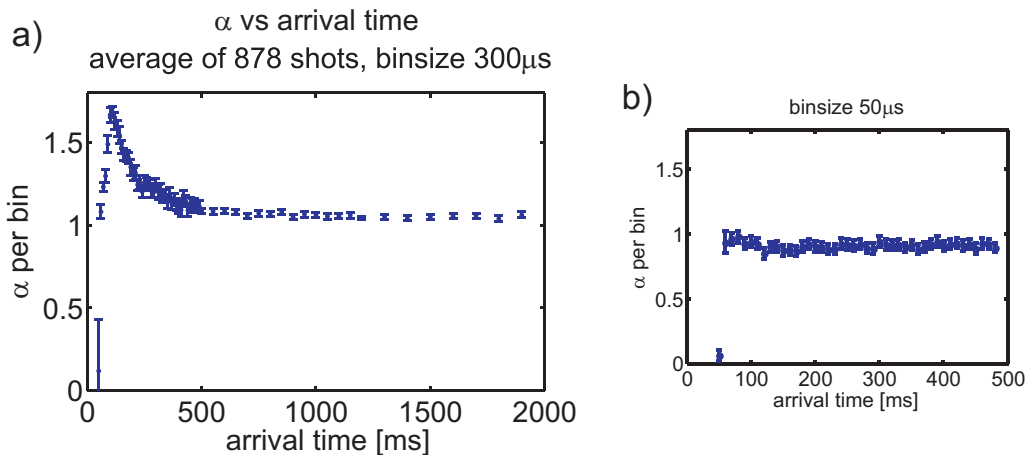 a)
α vs arrival time
average of 878 shots, binsize 300μs
1.5
1
0.5
0
α per bin
0 500 1000 1500 2000
arrival time [ms]
b)
binsize 50μs
1.5
1
0.5
0
α per bin
0 100 200 300 400 500
arrival time [ms]